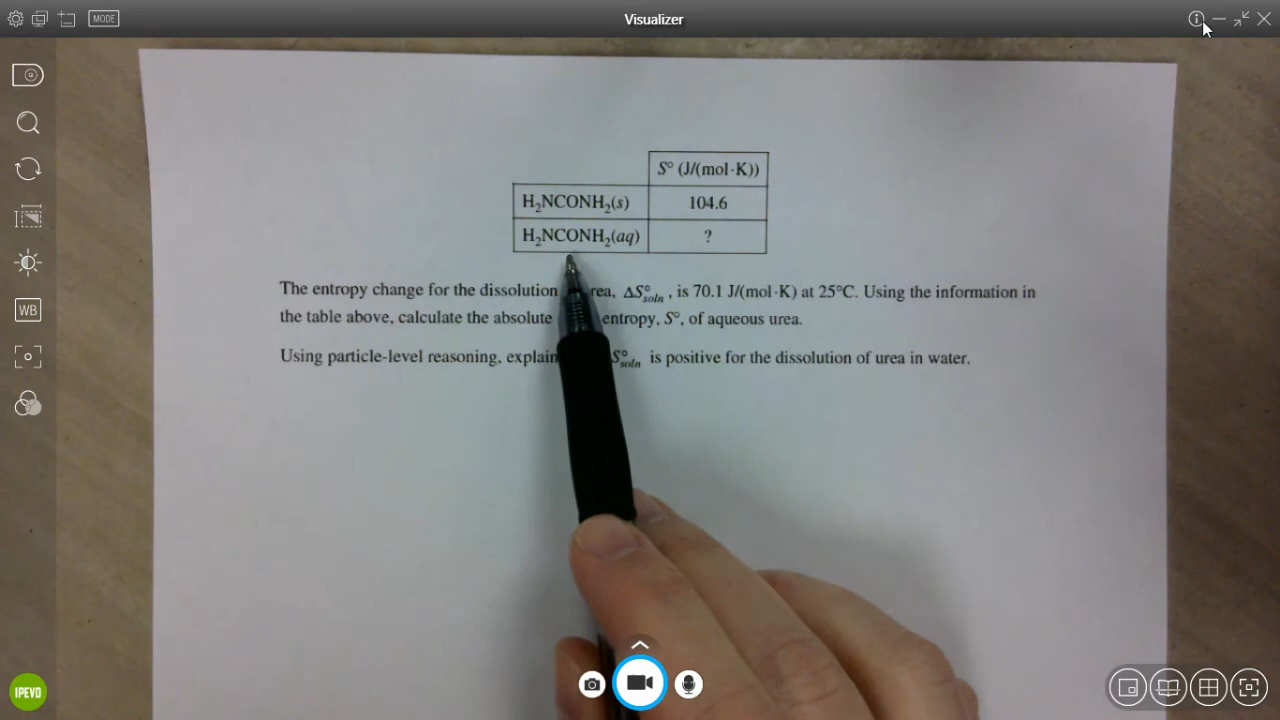 MODE
Visualizer
S° (J/(mol·K))
H₂NCONH₂(s) 104.6
H₂NCONH₂(aq) ?
The entropy change for the dissolution rea, ΔS°soln , is 70.1 J/(mol·K) at 25°C. Using the information in
the table above, calculate the absolute entropy, S°, of aqueous urea.
Using particle-level reasoning, explain S°soln is positive for the dissolution of urea in water.
WB
IPEVO